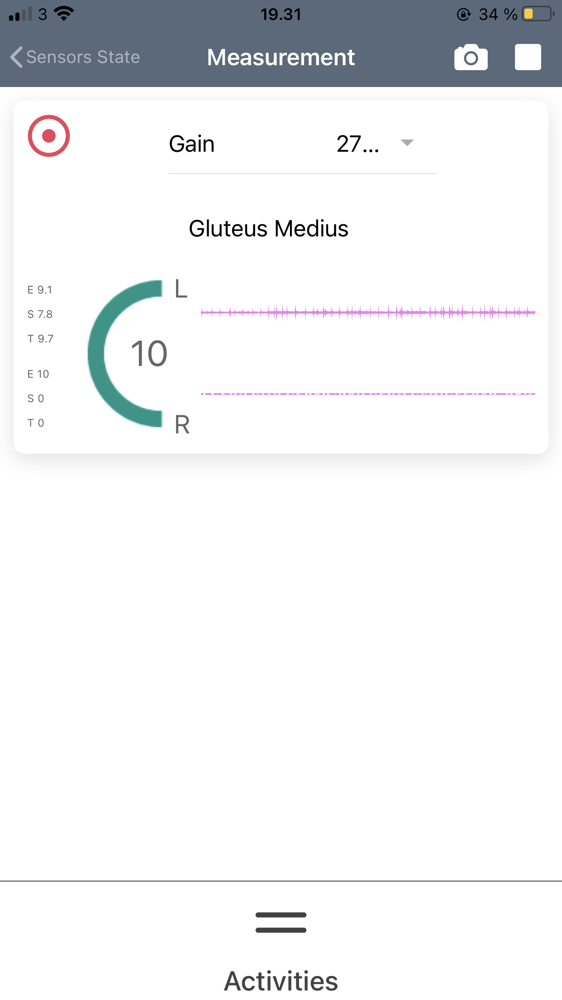 3 19.31 34 %
Sensors State Measurement
Gain 27...
Gluteus Medius
L
E 9.1
S 7.8
T 9.7
10
E 10
S 0
T 0
R
Activities